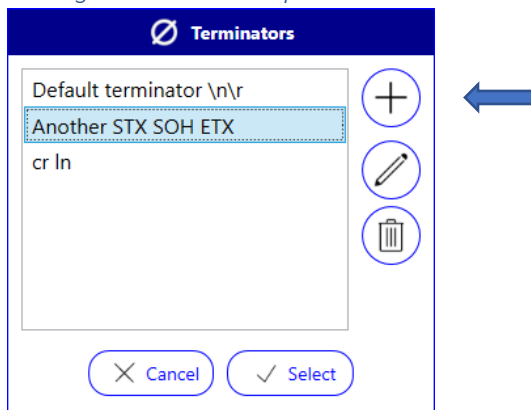 Terminators
Default terminator \n\r
Another STX SOH ETX
cr ln
Cancel
Select